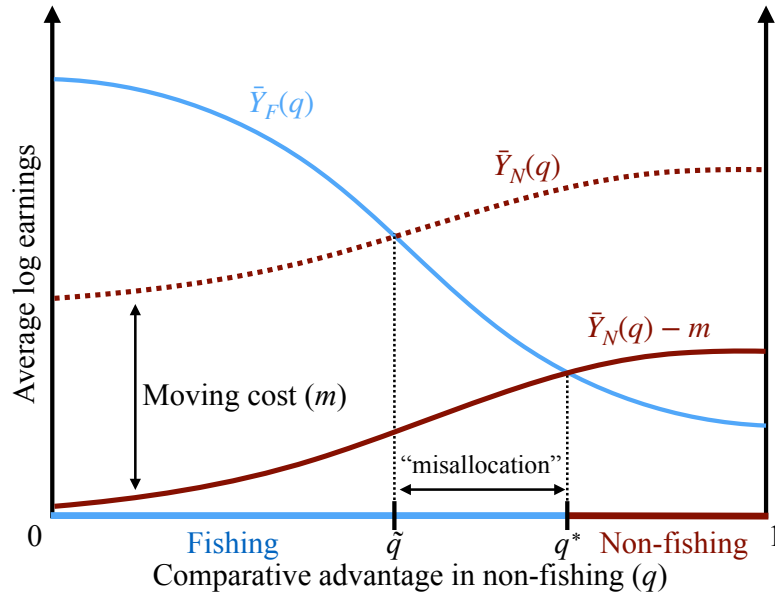 Ȳ_F(q)
Ȳ_N(q)
Average log earnings
Ȳ_N(q) − m
Moving cost (m)
“misallocation”
0
1
Fishing
q̃
q*
Non-fishing
Comparative advantage in non-fishing (q)